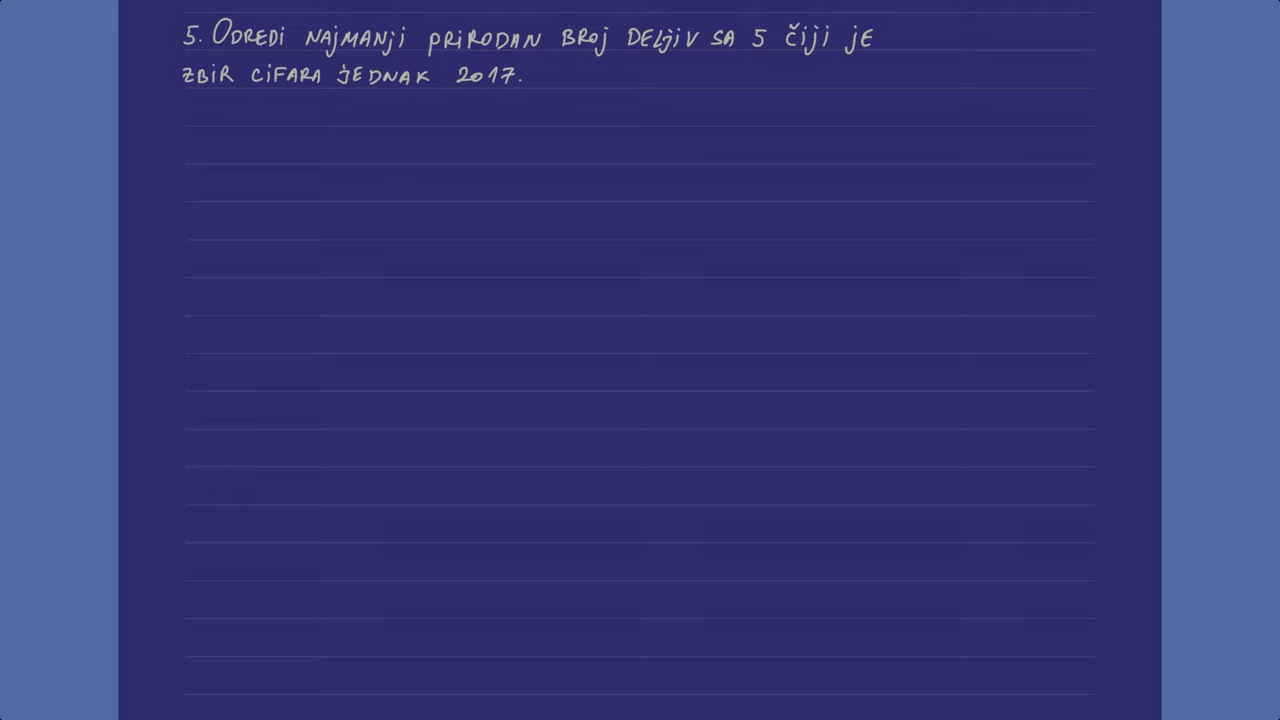 5. Odredi najmanji prirodan broj deljiv sa 5 čiji je
zbir cifara jednak 2017.